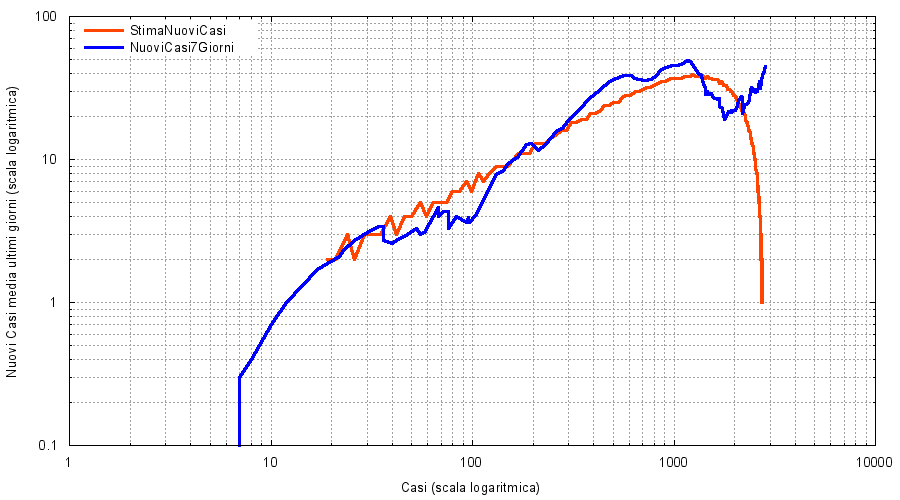 100
StimaNuoviCasi
NuoviCasi7Giorni
10
1
0.1
Nuovi Casi media ultimi giorni (scala logaritmica)
1 10 100 1000 10000
Casi (scala logaritmica)